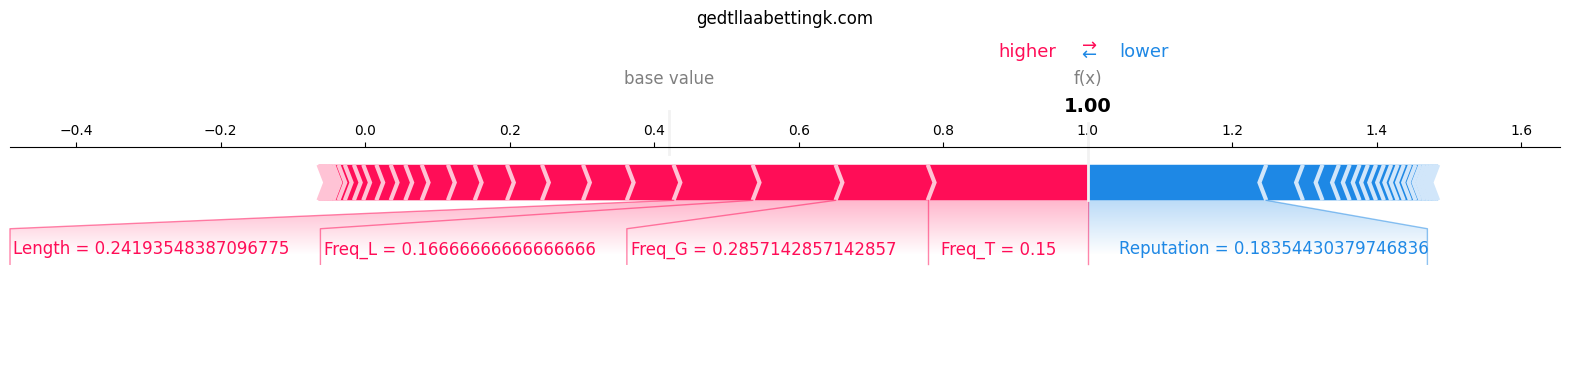 gedtllaabettingk.com
higher ⇄ lower
base value f(x)
1.00
−0.4 −0.2 0.0 0.2 0.4 0.6 0.8 1.0 1.2 1.4 1.6
Length = 0.24193548387096775 Freq_L = 0.16666666666666666 Freq_G = 0.2857142857142857 Freq_T = 0.15 Reputation = 0.18354430379746836